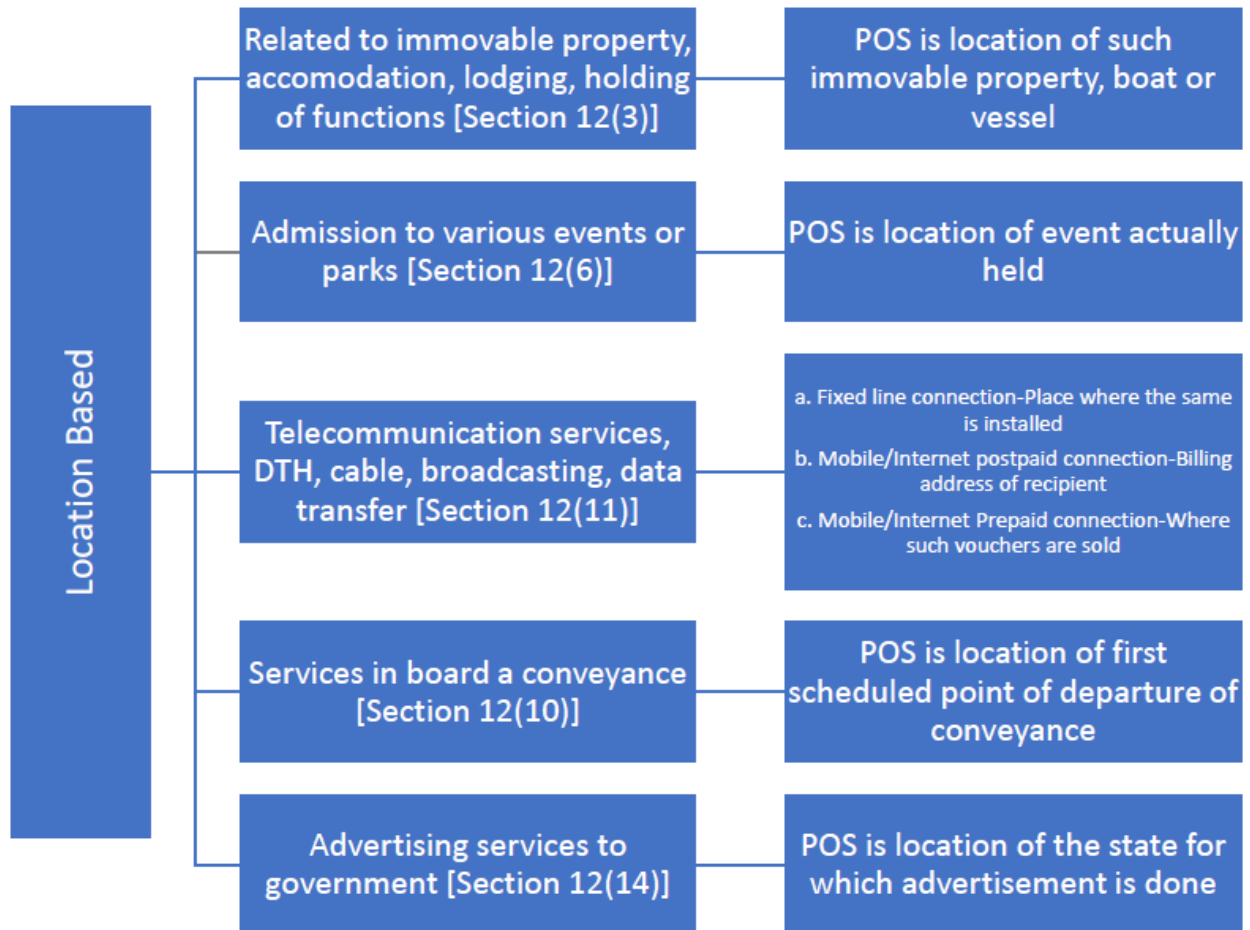 Location Based
Related to immovable property,
accomodation, lodging, holding
of functions [Section 12(3)]
POS is location of such
immovable property, boat or
vessel
Admission to various events or
parks [Section 12(6)]
POS is location of event actually
held
Telecommunication services,
DTH, cable, broadcasting, data
transfer [Section 12(11)]
a. Fixed line connection-Place where the same
is installed
b. Mobile/Internet postpaid connection-Billing
address of recipient
c. Mobile/Internet Prepaid connection-Where
such vouchers are sold
Services in board a conveyance
[Section 12(10)]
POS is location of first
scheduled point of departure of
conveyance
Advertising services to
government [Section 12(14)]
POS is location of the state for
which advertisement is done